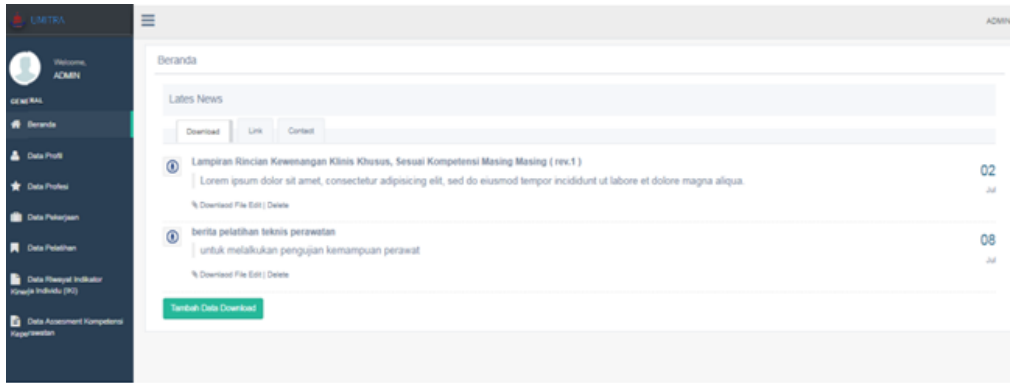 UMITRA
ADMIN
Welcome,
ADMIN
GENERAL
Beranda
Data Profil
Data Profesi
Data Pekerjaan
Data Pelatihan
Data Riwayat Indikator
Kinerja Individu (IKI)
Data Assesment Kompetensi
Keperawatan
Beranda
Lates News
Download Link Contact
Lampiran Rincian Kewenangan Klinis Khusus, Sesuai Kompetensi Masing Masing ( rev.1 )
02
Lorem ipsum dolor sit amet, consectetur adipisicing elit, sed do eiusmod tempor incididunt ut labore et dolore magna aliqua.
Jul
Download File Edit | Delete
berita pelatihan teknis perawatan
08
untuk melalkukan pengujian kemampuan perawat
Jul
Download File Edit | Delete
Tambah Data Download